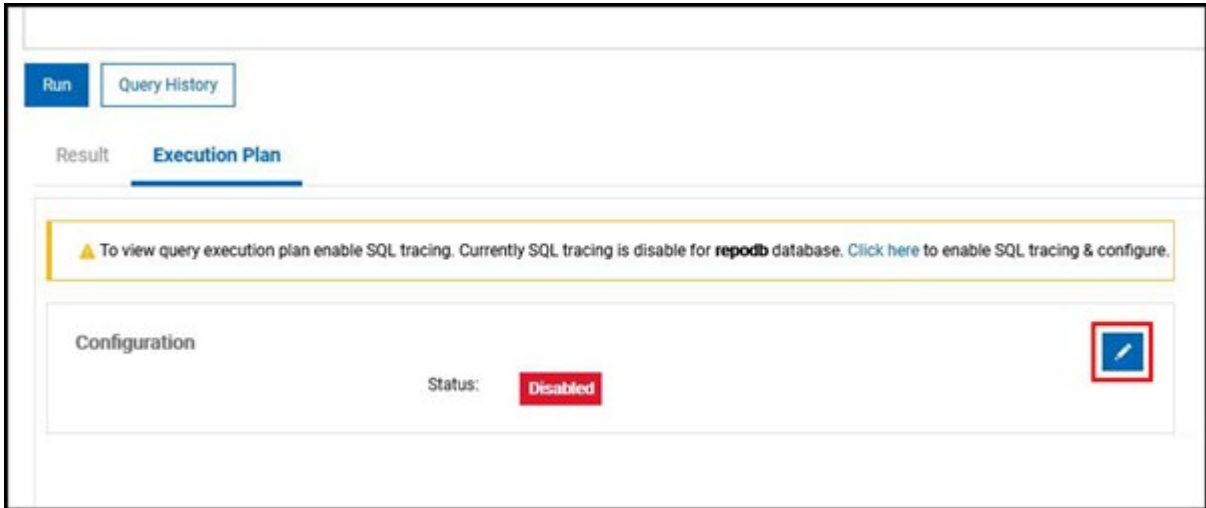 Run
Query History
Result
Execution Plan
To view query execution plan enable SQL tracing. Currently SQL tracing is disable for repodb database. Click here to enable SQL tracing & configure.
Configuration
Status:
Disabled